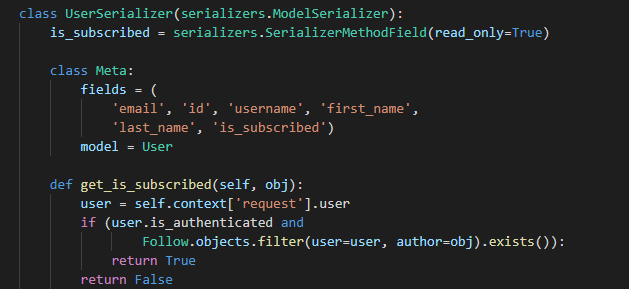 class UserSerializer(serializers.ModelSerializer):
    is_subscribed = serializers.SerializerMethodField(read_only=True)

    class Meta:
        fields = (
            'email', 'id', 'username', 'first_name',
            'last_name', 'is_subscribed')
        model = User

    def get_is_subscribed(self, obj):
        user = self.context['request'].user
        if (user.is_authenticated and
                Follow.objects.filter(user=user, author=obj).exists()):
            return True
        return False